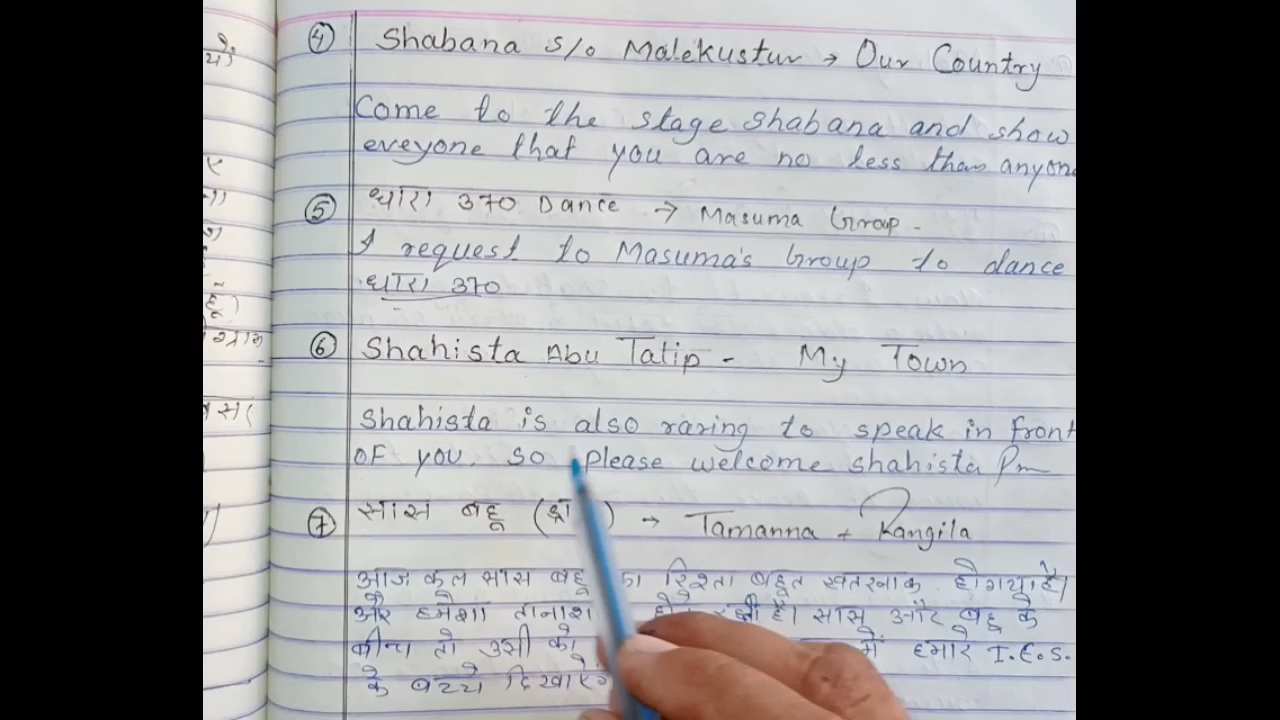 ④ Shabana s/o Malekustur → Our Country
Come to the stage shabana and show
eveyone that you are no less than anyone
⑤ धारा 370 Dance → Masuma Group.
I request to Masuma's Group to dance
धारा 370
⑥ Shahista Abu Talip - My Town
Shahista is also raring to speak in front
of you. so please welcome shahista
⑦ सास बहू → Tamanna + Rangila
आज कल सास बहू का रिश्ता बहुत खतरनाक हो गया है।
और हमेशा सास और बहू के
बीच तो उसी को में हमारे I.E.S.
के बच्चे